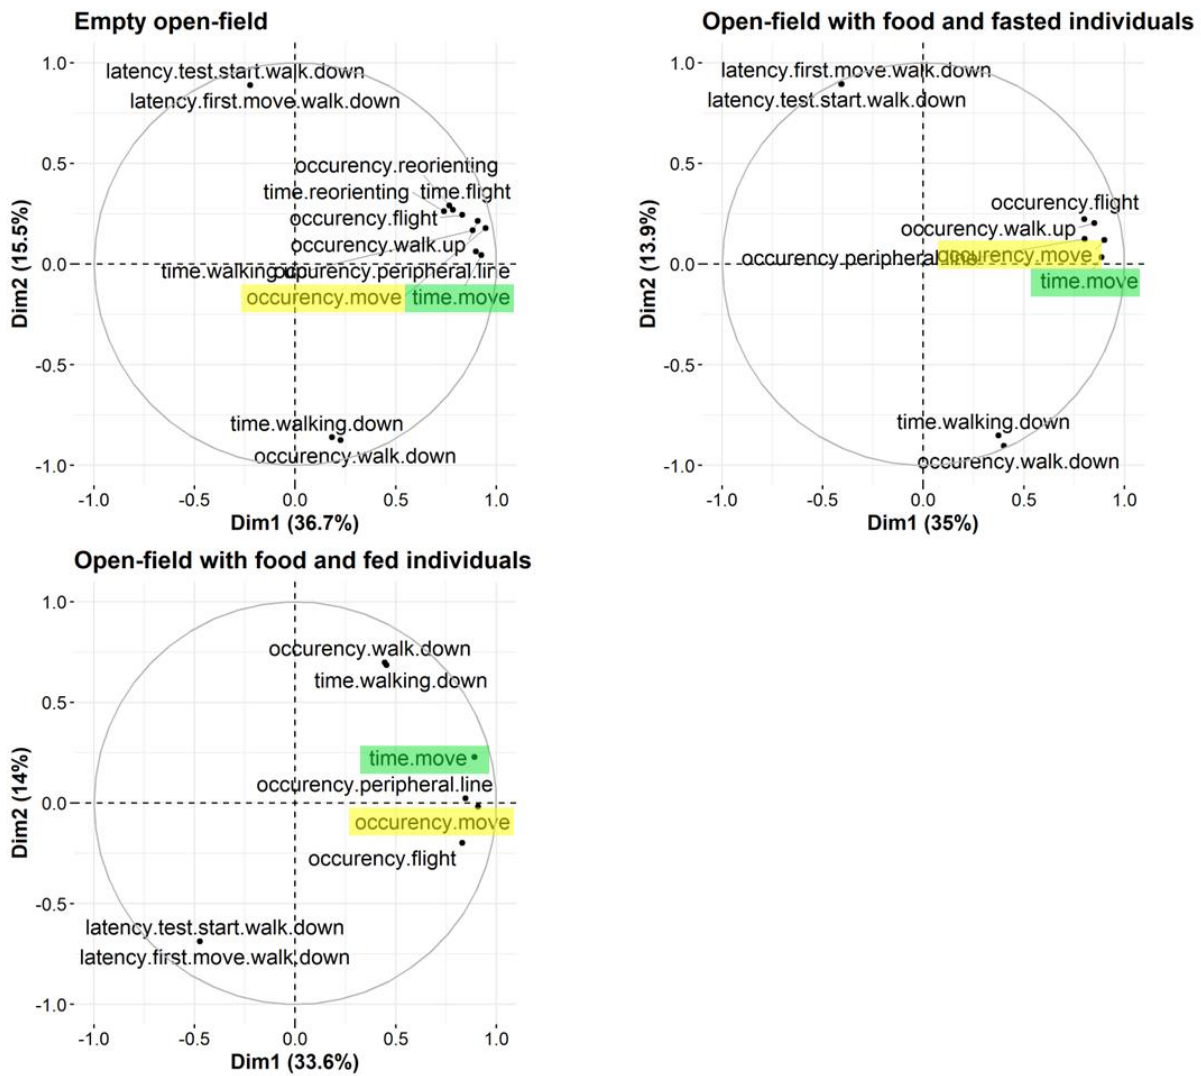 Empty open-field
1.0
latency.test.start.walk.down
latency.first.move.walk.down
0.5
occurency.reorienting
time.reorienting time.flight
occurency.flight
occurency.walk.up
0.0
time.walking.up
occurency.peripheral.line
occurency.move
time.move
-0.5
time.walking.down
occurency.walk.down
-1.0
-1.0 -0.5 0.0 0.5 1.0
Dim1 (36.7%)
Dim2 (15.5%)
Open-field with food and fasted individuals
1.0
latency.first.move.walk.down
latency.test.start.walk.down
0.5
occurency.flight
occurency.walk.up
occurency.peripheral.line
occurency.move
0.0
time.move
-0.5
time.walking.down
occurency.walk.down
-1.0
-1.0 -0.5 0.0 0.5 1.0
Dim1 (35%)
Dim2 (13.9%)
Open-field with food and fed individuals
1.0
occurency.walk.down
time.walking.down
0.5
time.move
occurency.peripheral.line
0.0
occurency.move
occurency.flight
-0.5
latency.test.start.walk.down
latency.first.move.walk.down
-1.0
-1.0 -0.5 0.0 0.5 1.0
Dim1 (33.6%)
Dim2 (14%)